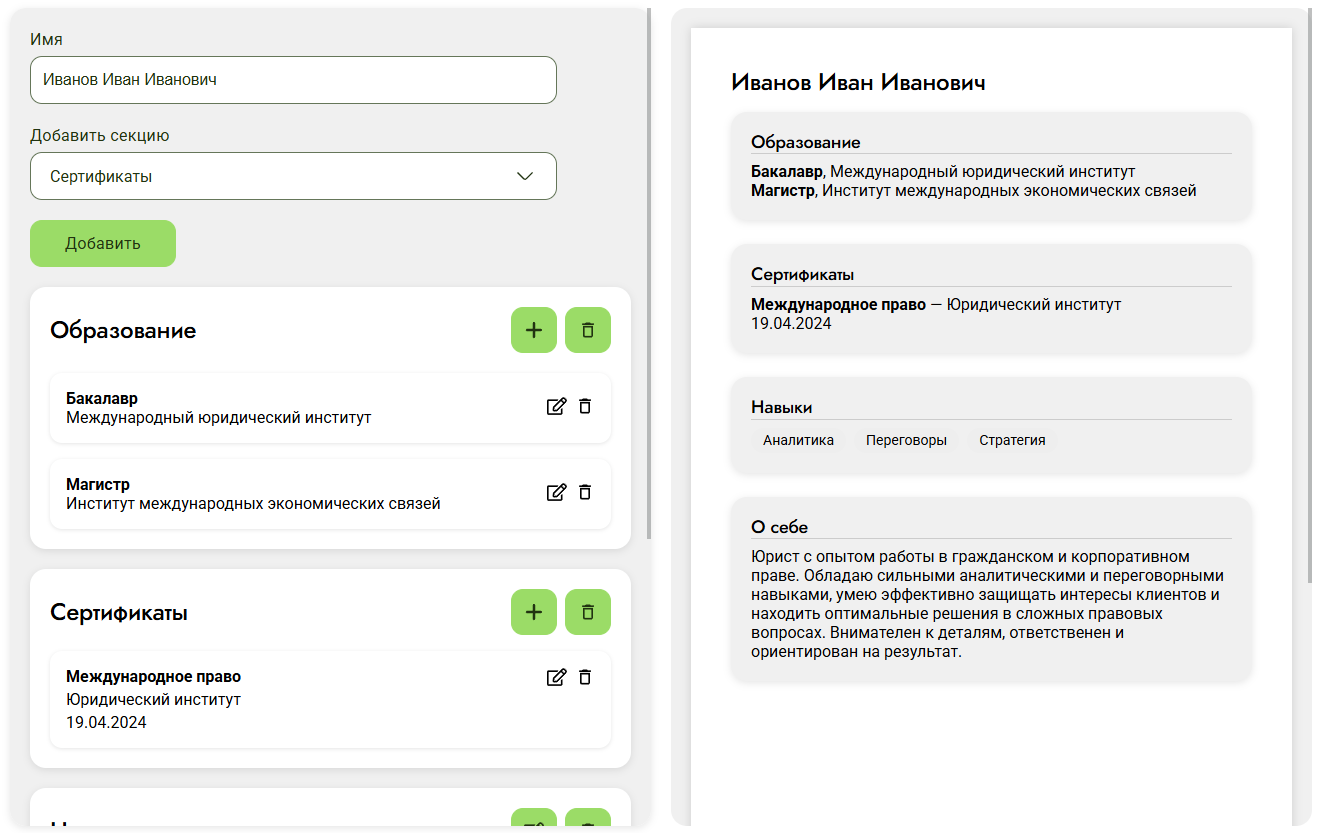 Имя
Иванов Иван Иванович
Добавить секцию
Сертификаты
Добавить
Образование
Бакалавр
Международный юридический институт
Магистр
Институт международных экономических связей
Сертификаты
Международное право
Юридический институт
19.04.2024
Иванов Иван Иванович
Образование
Бакалавр, Международный юридический институт
Магистр, Институт международных экономических связей
Сертификаты
Международное право — Юридический институт
19.04.2024
Навыки
Аналитика Переговоры Стратегия
О себе
Юрист с опытом работы в гражданском и корпоративном
праве. Обладаю сильными аналитическими и переговорными
навыками, умею эффективно защищать интересы клиентов и
находить оптимальные решения в сложных правовых
вопросах. Внимателен к деталям, ответственен и
ориентирован на результат.